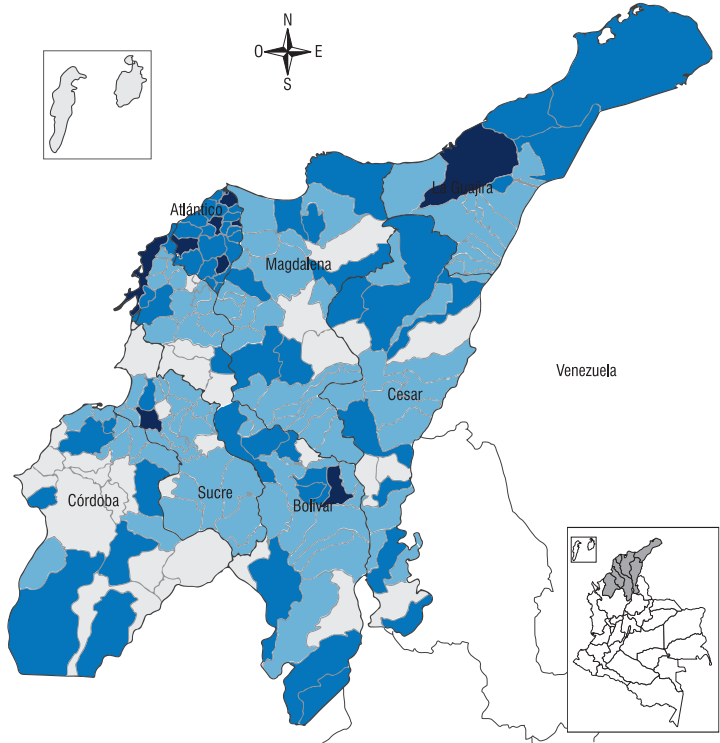 N
O E
S
La Guajira
Atlántico
Magdalena
Venezuela
Cesar
Sucre
Córdoba
Bolívar